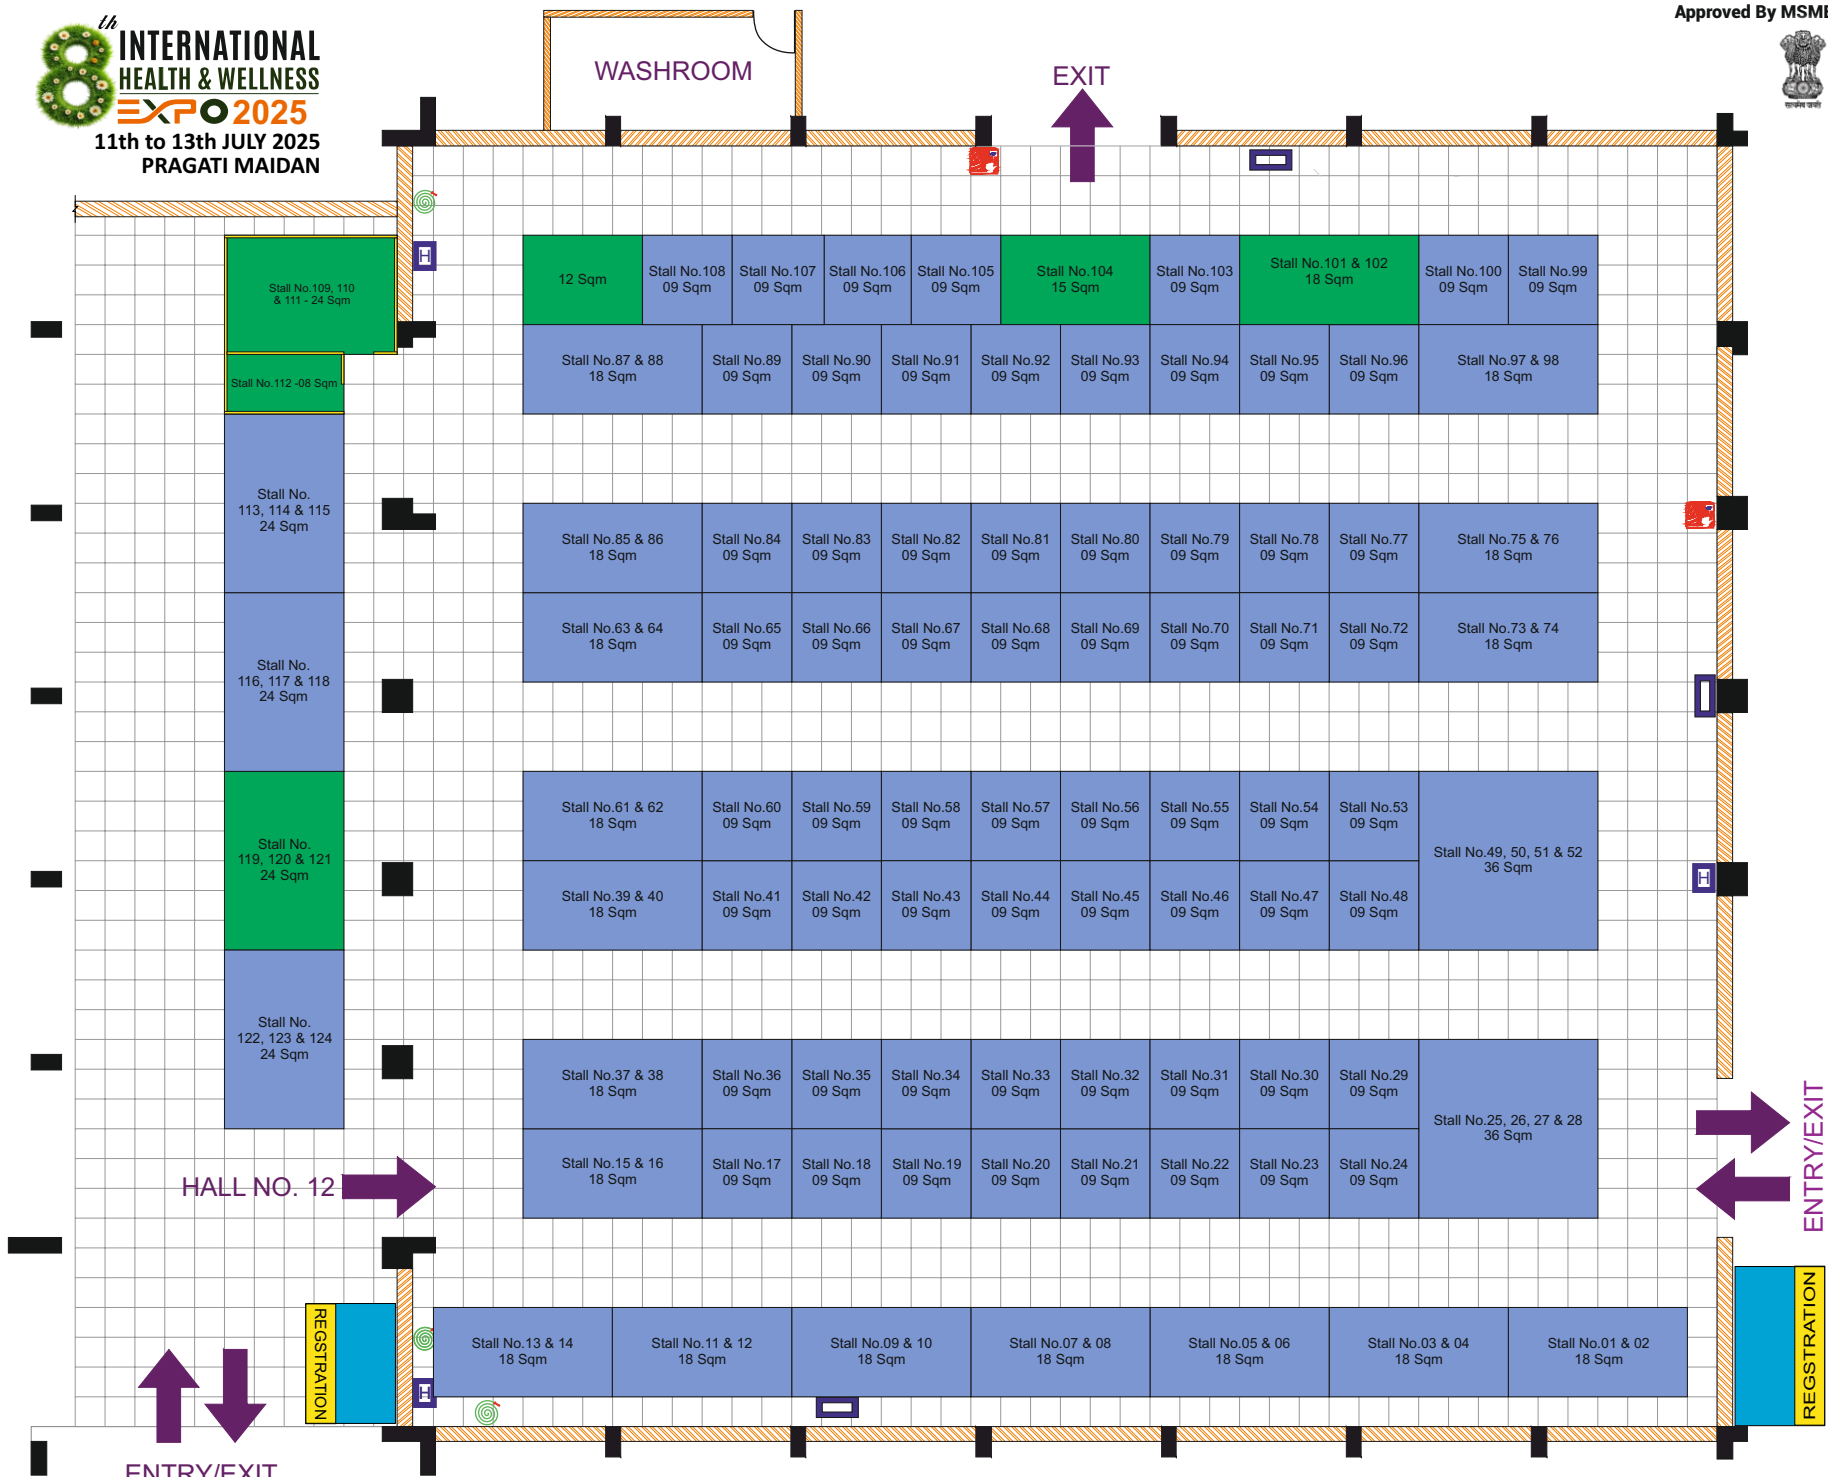 Approved By MSME
सत्यमेव जयते
8th
INTERNATIONAL
HEALTH & WELLNESS
EXPO 2025
11th to 13th JULY 2025
PRAGATI MAIDAN
WASHROOM
EXIT
Stall No.109, 110
& 111 - 24 Sqm
H
12 Sqm
Stall No.108
09 Sqm
Stall No.107
09 Sqm
Stall No.106
09 Sqm
Stall No.105
09 Sqm
Stall No.104
15 Sqm
Stall No.103
09 Sqm
Stall No.101 & 102
18 Sqm
Stall No.100
09 Sqm
Stall No.99
09 Sqm
Stall No.112 -08 Sqm
Stall No.87 & 88
18 Sqm
Stall No.89
09 Sqm
Stall No.90
09 Sqm
Stall No.91
09 Sqm
Stall No.92
09 Sqm
Stall No.93
09 Sqm
Stall No.94
09 Sqm
Stall No.95
09 Sqm
Stall No.96
09 Sqm
Stall No.97 & 98
18 Sqm
Stall No.
113, 114 & 115
24 Sqm
Stall No.85 & 86
18 Sqm
Stall No.84
09 Sqm
Stall No.83
09 Sqm
Stall No.82
09 Sqm
Stall No.81
09 Sqm
Stall No.80
09 Sqm
Stall No.79
09 Sqm
Stall No.78
09 Sqm
Stall No.77
09 Sqm
Stall No.75 & 76
18 Sqm
Stall No.
116, 117 & 118
24 Sqm
Stall No.63 & 64
18 Sqm
Stall No.65
09 Sqm
Stall No.66
09 Sqm
Stall No.67
09 Sqm
Stall No.68
09 Sqm
Stall No.69
09 Sqm
Stall No.70
09 Sqm
Stall No.71
09 Sqm
Stall No.72
09 Sqm
Stall No.73 & 74
18 Sqm
Stall No.
119, 120 & 121
24 Sqm
Stall No.61 & 62
18 Sqm
Stall No.60
09 Sqm
Stall No.59
09 Sqm
Stall No.58
09 Sqm
Stall No.57
09 Sqm
Stall No.56
09 Sqm
Stall No.55
09 Sqm
Stall No.54
09 Sqm
Stall No.53
09 Sqm
Stall No.49, 50, 51 & 52
36 Sqm
H
Stall No.39 & 40
18 Sqm
Stall No.41
09 Sqm
Stall No.42
09 Sqm
Stall No.43
09 Sqm
Stall No.44
09 Sqm
Stall No.45
09 Sqm
Stall No.46
09 Sqm
Stall No.47
09 Sqm
Stall No.48
09 Sqm
Stall No.
122, 123 & 124
24 Sqm
Stall No.37 & 38
18 Sqm
Stall No.36
09 Sqm
Stall No.35
09 Sqm
Stall No.34
09 Sqm
Stall No.33
09 Sqm
Stall No.32
09 Sqm
Stall No.31
09 Sqm
Stall No.30
09 Sqm
Stall No.29
09 Sqm
Stall No.25, 26, 27 & 28
36 Sqm
ENTRY/EXIT
HALL NO. 12
Stall No.15 & 16
18 Sqm
Stall No.17
09 Sqm
Stall No.18
09 Sqm
Stall No.19
09 Sqm
Stall No.20
09 Sqm
Stall No.21
09 Sqm
Stall No.22
09 Sqm
Stall No.23
09 Sqm
Stall No.24
09 Sqm
REGSTRATION
Stall No.13 & 14
18 Sqm
Stall No.11 & 12
18 Sqm
Stall No.09 & 10
18 Sqm
Stall No.07 & 08
18 Sqm
Stall No.05 & 06
18 Sqm
Stall No.03 & 04
18 Sqm
Stall No.01 & 02
18 Sqm
REGSTRATION
H
ENTRY/EXIT